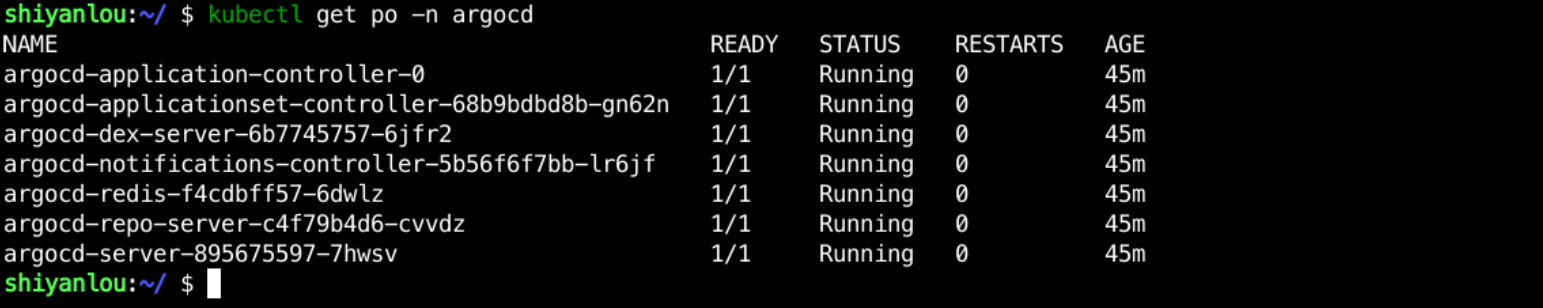 shiyanlou:~/ $ kubectl get po -n argocd
NAME READY STATUS RESTARTS AGE
argocd-application-controller-0 1/1 Running 0 45m
argocd-applicationset-controller-68b9bdbd8b-gn62n 1/1 Running 0 45m
argocd-dex-server-6b7745757-6jfr2 1/1 Running 0 45m
argocd-notifications-controller-5b56f6f7bb-lr6jf 1/1 Running 0 45m
argocd-redis-f4cdbff57-6dwlz 1/1 Running 0 45m
argocd-repo-server-c4f79b4d6-cvvdz 1/1 Running 0 45m
argocd-server-895675597-7hwsv 1/1 Running 0 45m
shiyanlou:~/ $